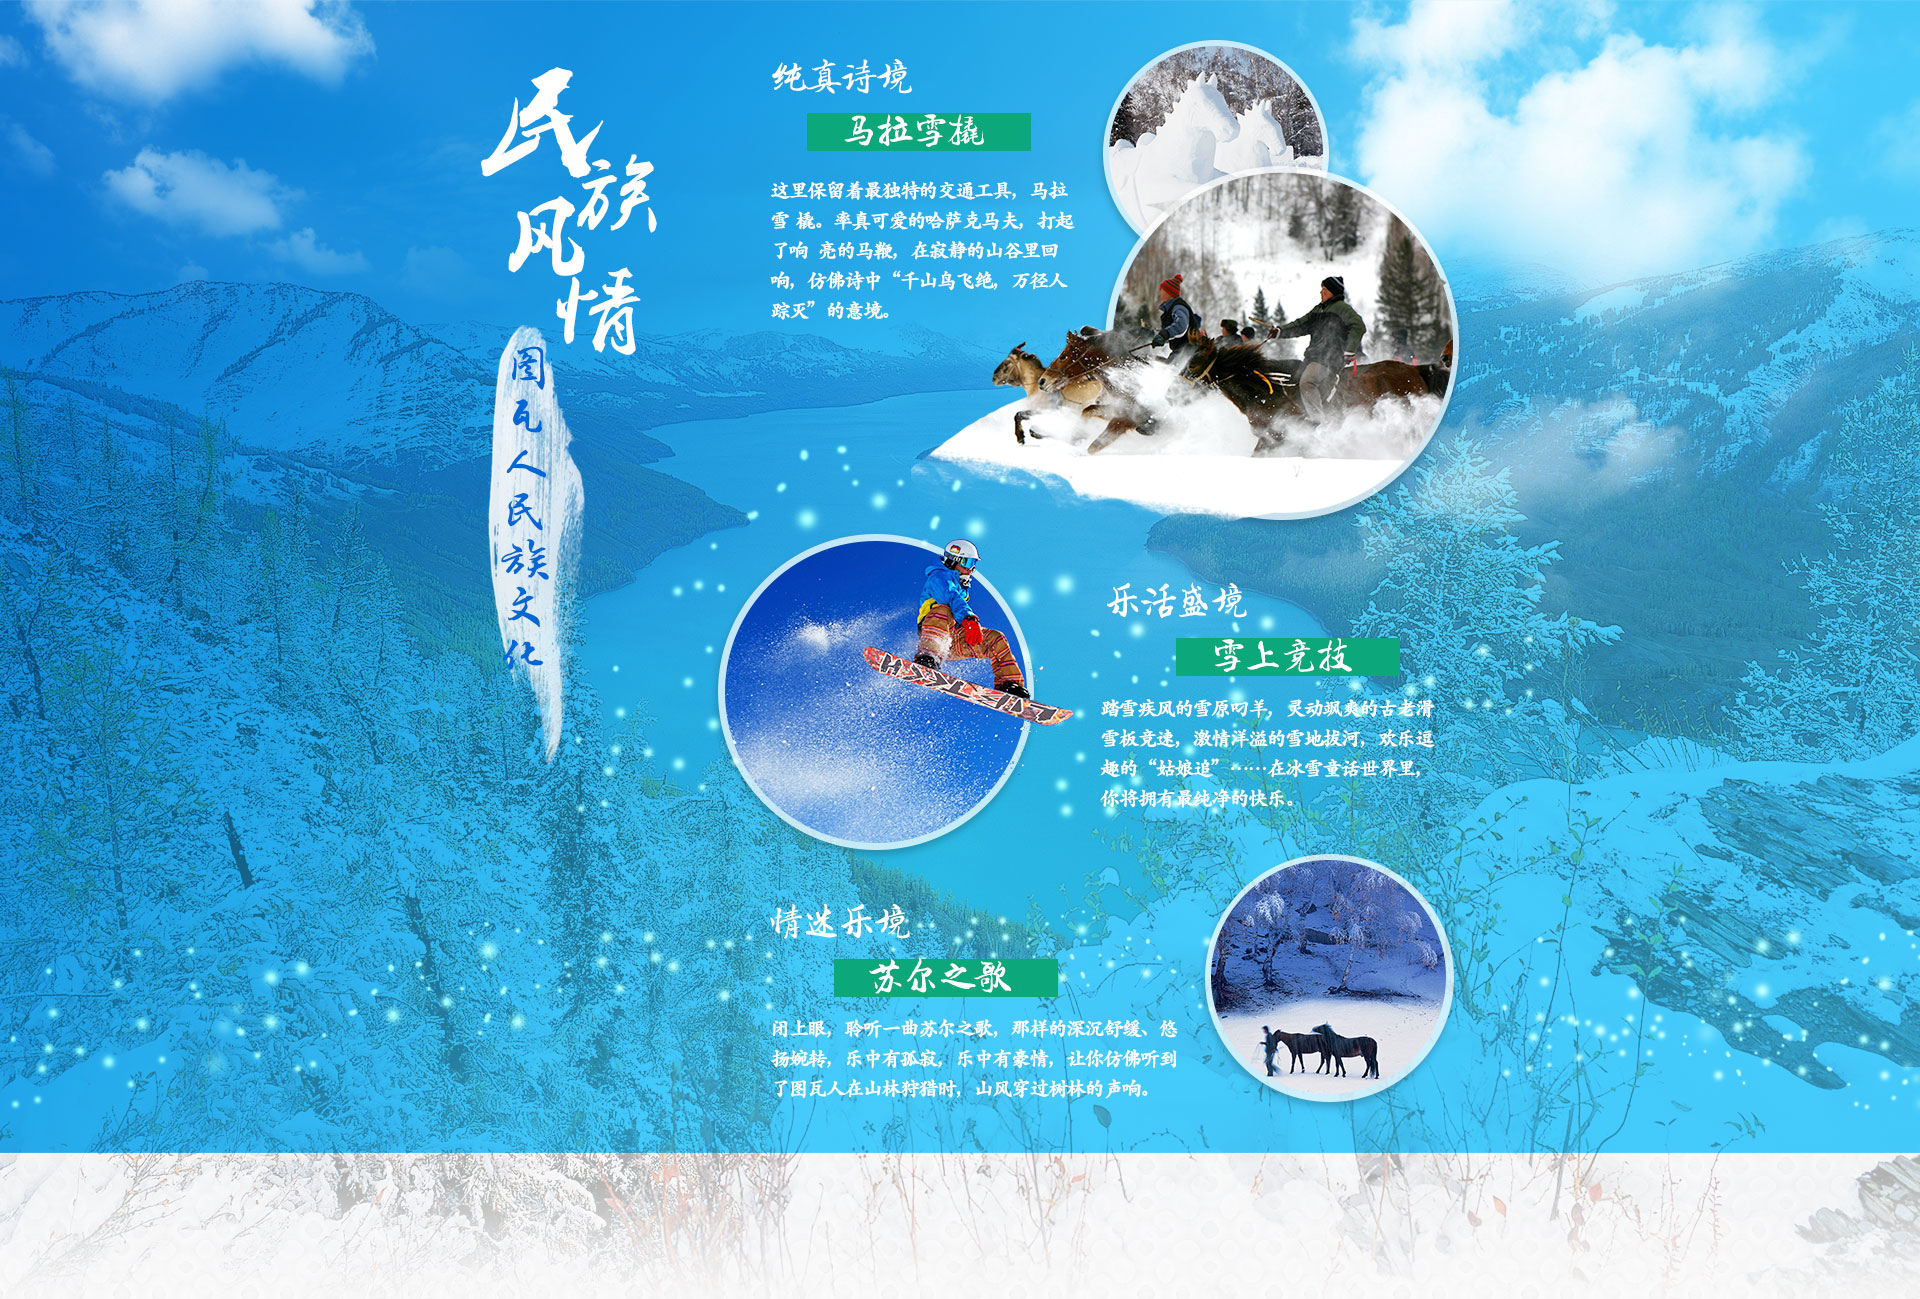 民族风情
图瓦人民族文化
纯真诗境
马拉雪橇
这里保留着最独特的交通工具，马拉
雪 橇。率真可爱的哈萨克马夫，打起
了响 亮的马鞭，在寂静的山谷里回
响，仿佛诗中“千山鸟飞绝，万径人
踪灭”的意境。
乐活盛境
雪上竞技
踏雪疾风的雪原叼羊，灵动飒爽的古老滑
雪板竞速，激情洋溢的雪地拔河，欢乐逗
趣的“姑娘追”……在冰雪童话世界里，
你将拥有最纯净的快乐。
情迷乐境
苏尔之歌
闭上眼，聆听一曲苏尔之歌，那样的深沉舒缓、悠
扬婉转，乐中有孤寂，乐中有豪情，让你仿佛听到
了图瓦人在山林狩猎时，山风穿过树林的声响。